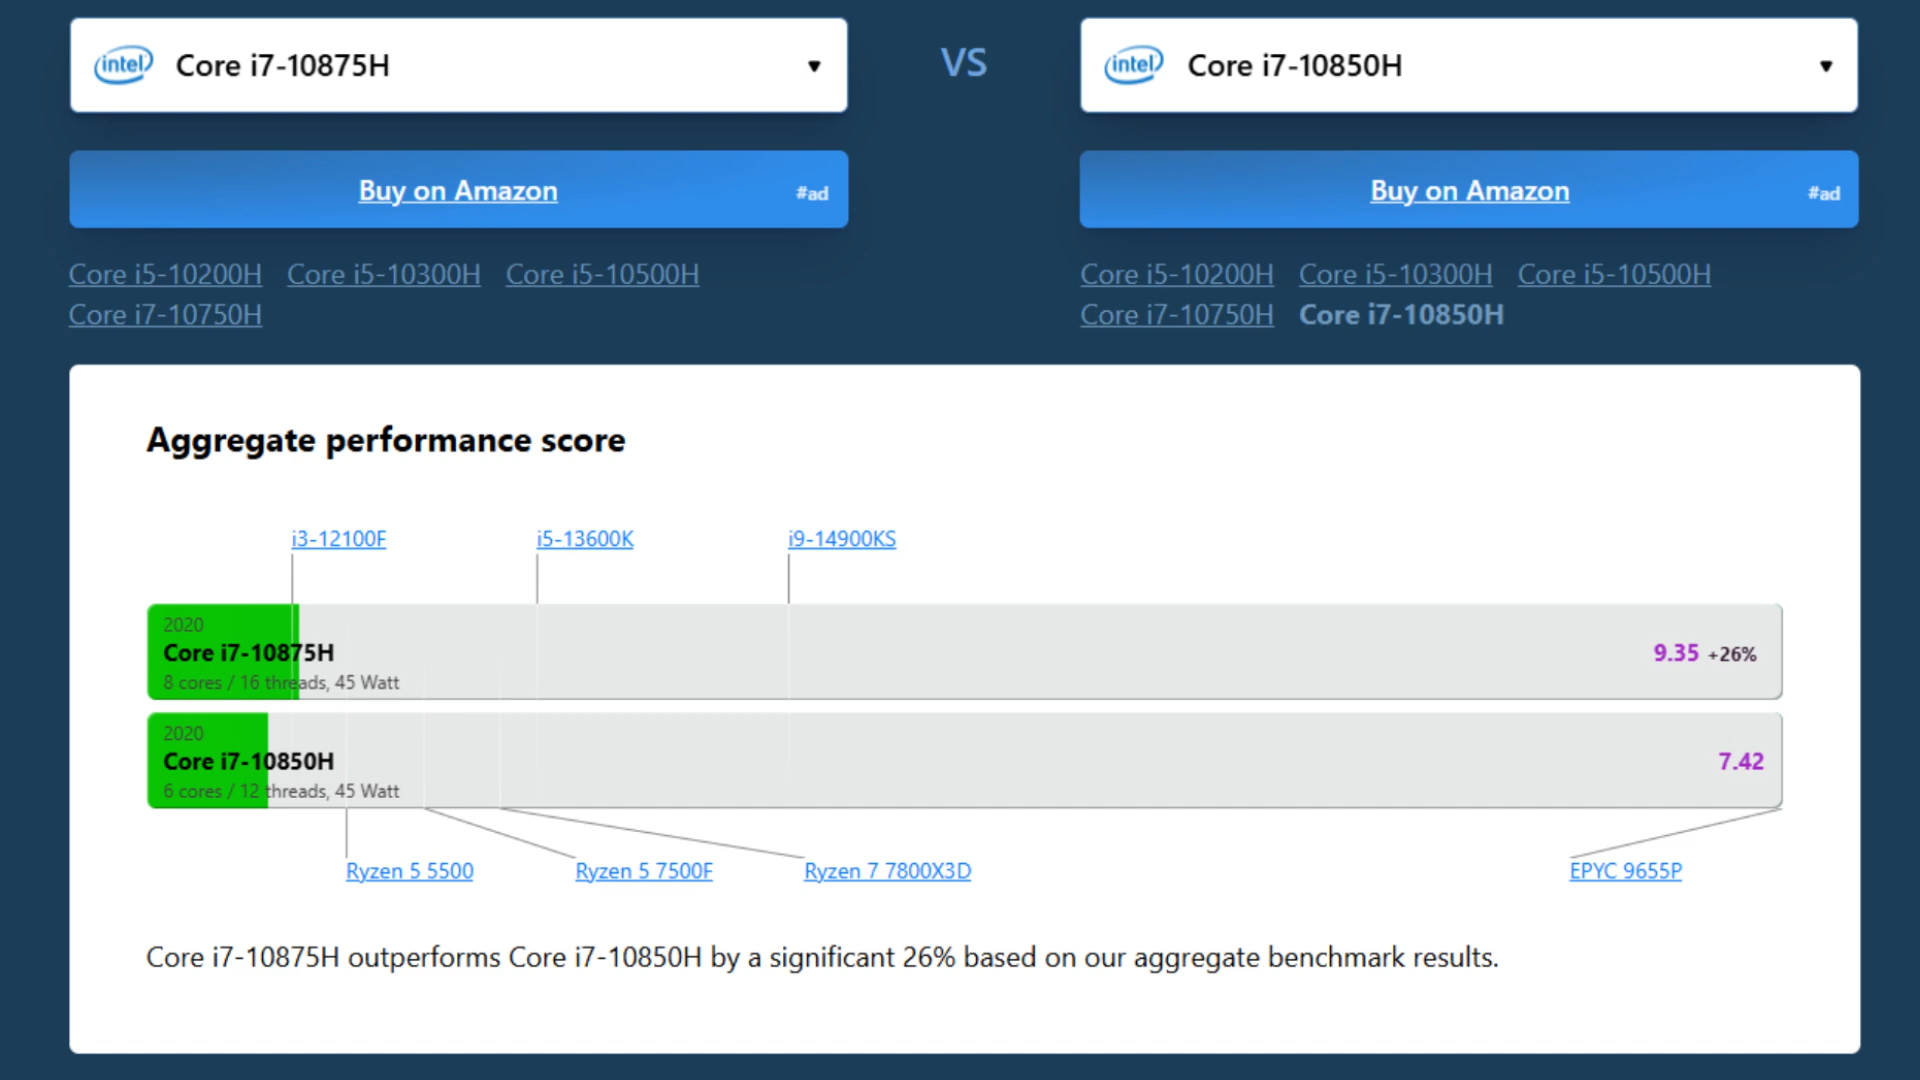 intel Core i7-10875H
VS
intel Core i7-10850H
Buy on Amazon #ad
Buy on Amazon #ad
Core i5-10200H Core i5-10300H Core i5-10500H
Core i7-10750H
Core i5-10200H Core i5-10300H Core i5-10500H
Core i7-10750H Core i7-10850H
Aggregate performance score
i3-12100F i5-13600K i9-14900KS
2020
Core i7-10875H
8 cores / 16 threads, 45 Watt
9.35 +26%
2020
Core i7-10850H
6 cores / 12 threads, 45 Watt
7.42
Ryzen 5 5500 Ryzen 5 7500F Ryzen 7 7800X3D EPYC 9655P
Core i7-10875H outperforms Core i7-10850H by a significant 26% based on our aggregate benchmark results.